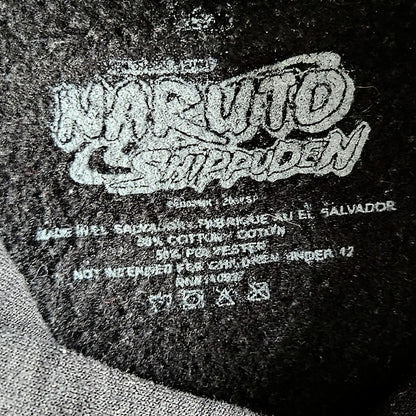 NARUTO
SHIPPUDEN
MADE IN EL SALVADOR / FABRIQUE AU EL SALVADOR
50% COTTON / COTON
50% POLYESTER
NOT INTENDED FOR CHILDREN UNDER 12